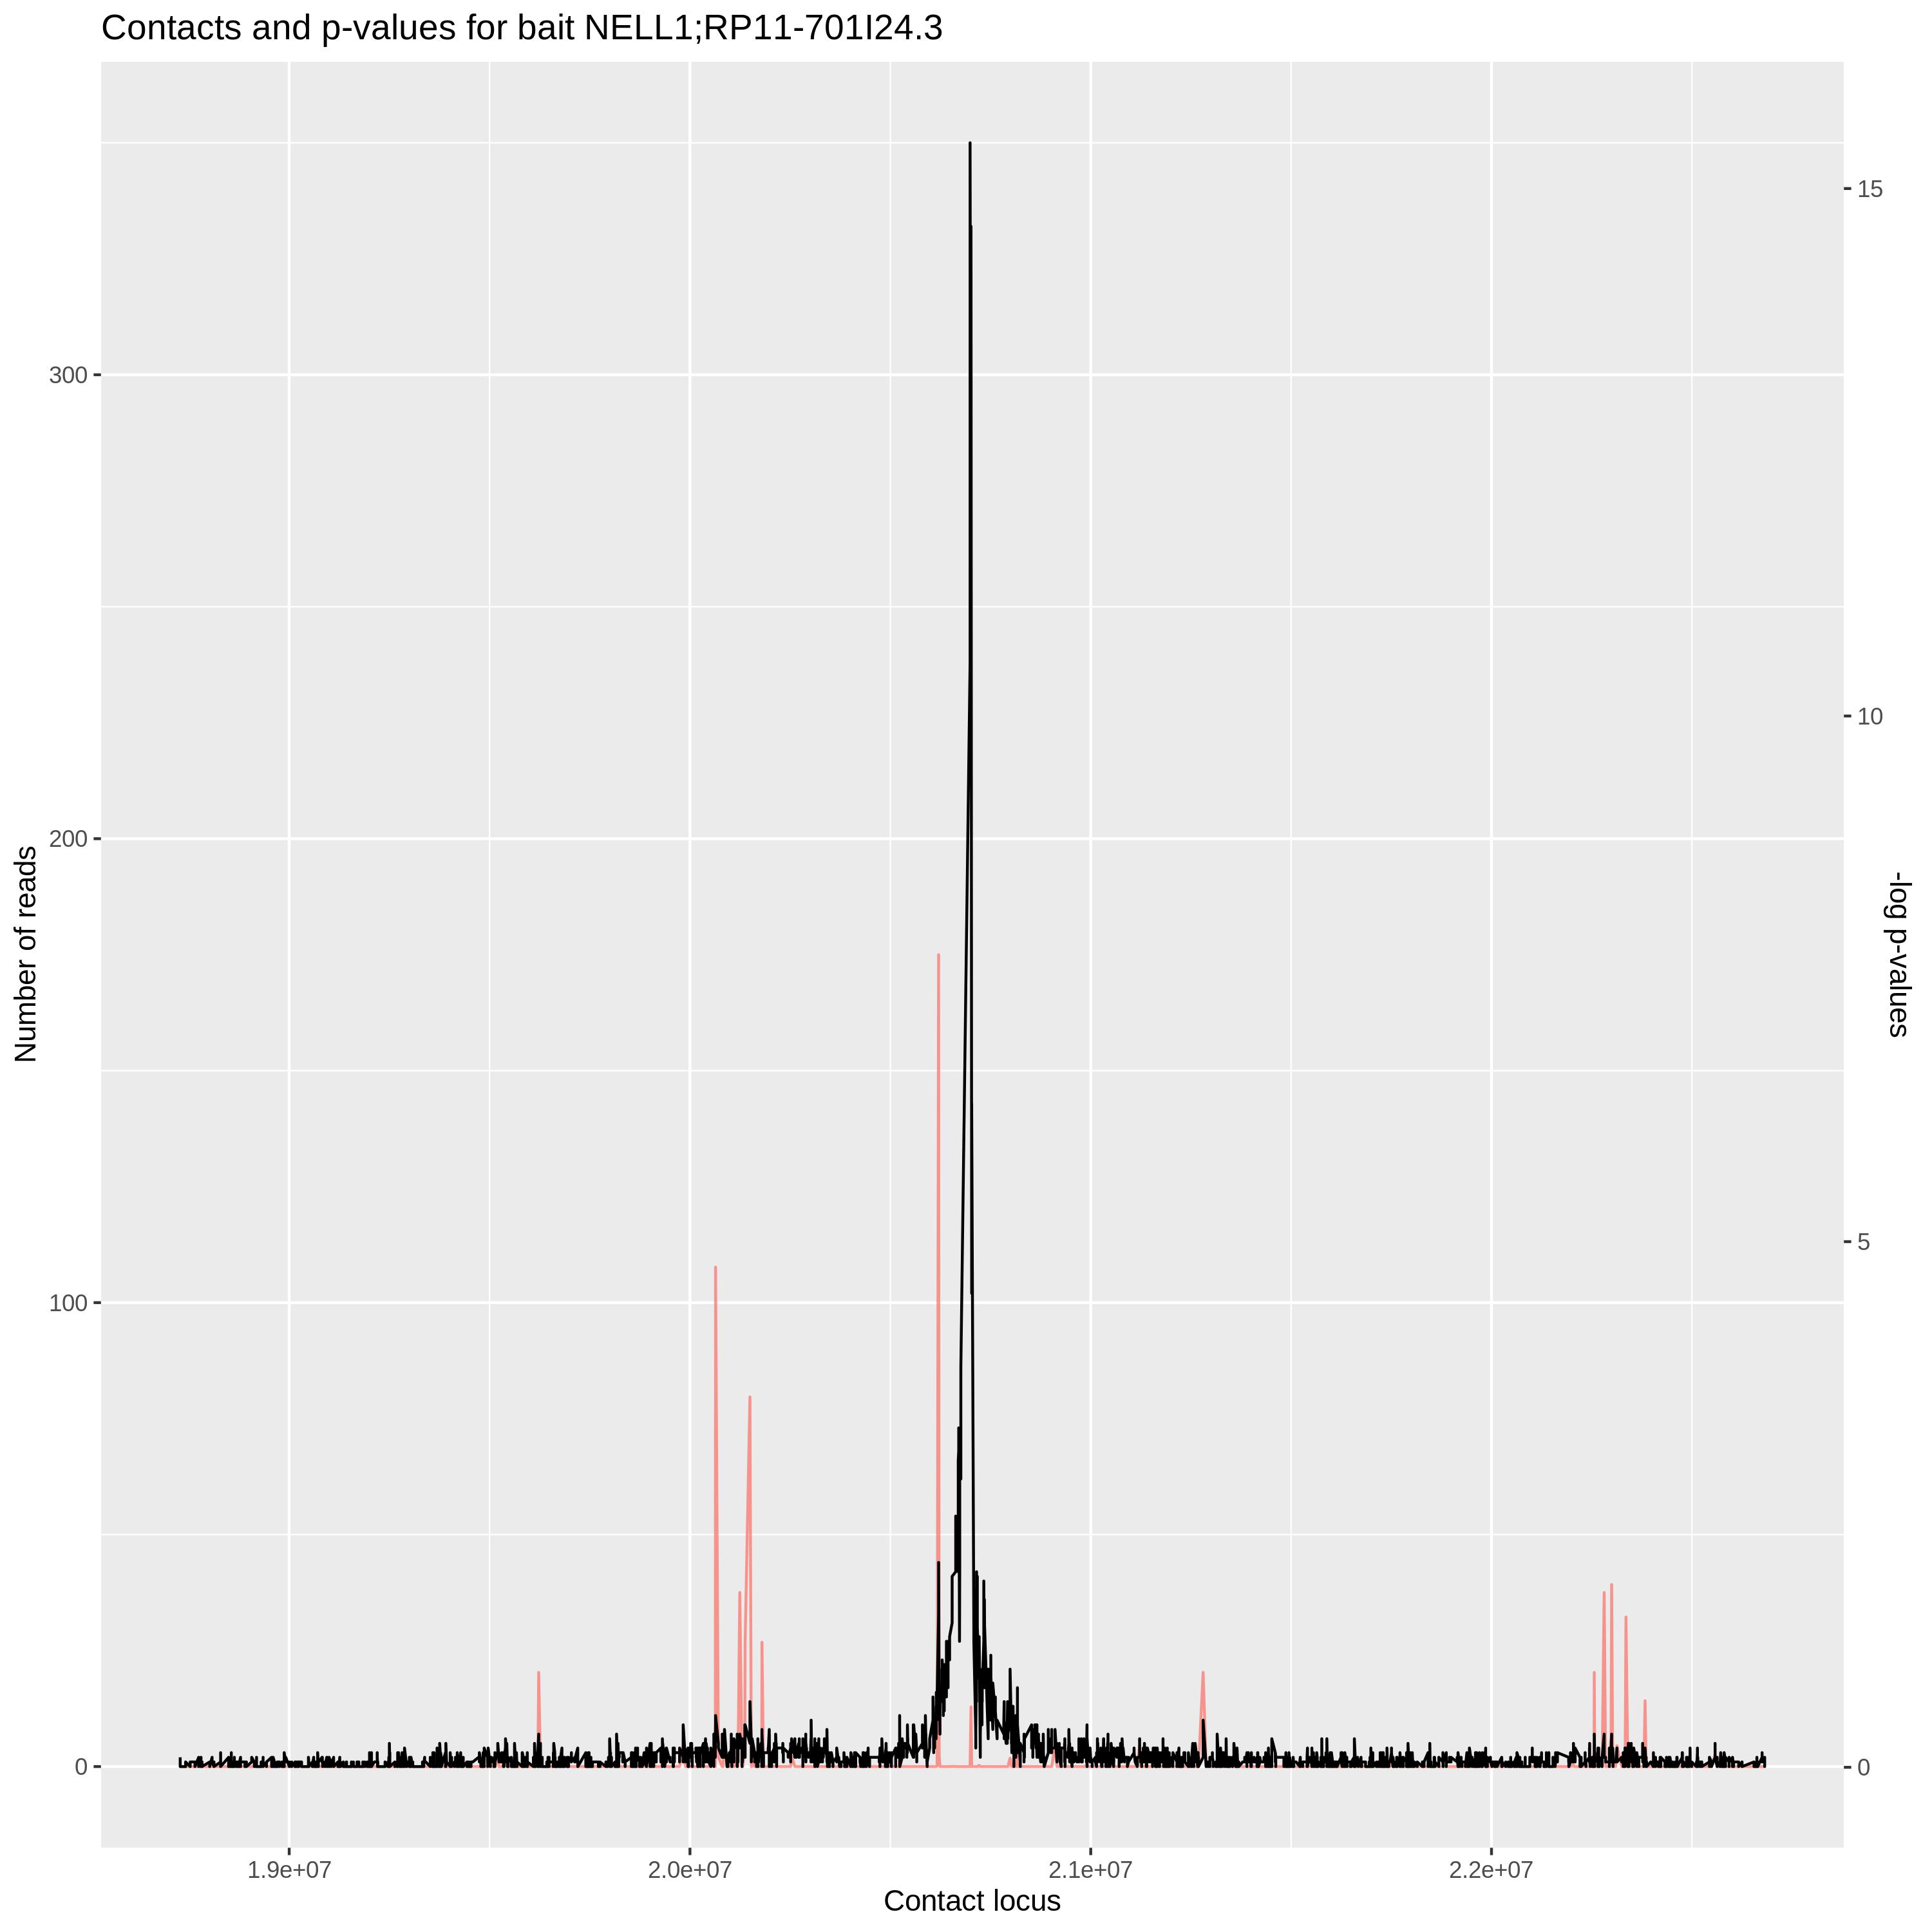 Contacts and p-values for bait NELL1;RP11-701I24.3
Number of reads
300
200
100
0
15
10
5
0
-log p-values
1.9e+07
2.0e+07
2.1e+07
2.2e+07
Contact locus